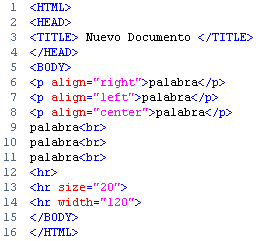 1 <HTML>
2 <HEAD>
3 <TITLE> Nuevo Documento </TITLE>
4 </HEAD>
5 <BODY>
6 <p align="right">palabra</p>
7 <p align="left">palabra</p>
8 <p align="center">palabra</p>
9 palabra<br>
10 palabra<br>
11 palabra<br>
12 <hr>
13 <hr size="20">
14 <hr width="120">
15 </BODY>
16 </HTML>